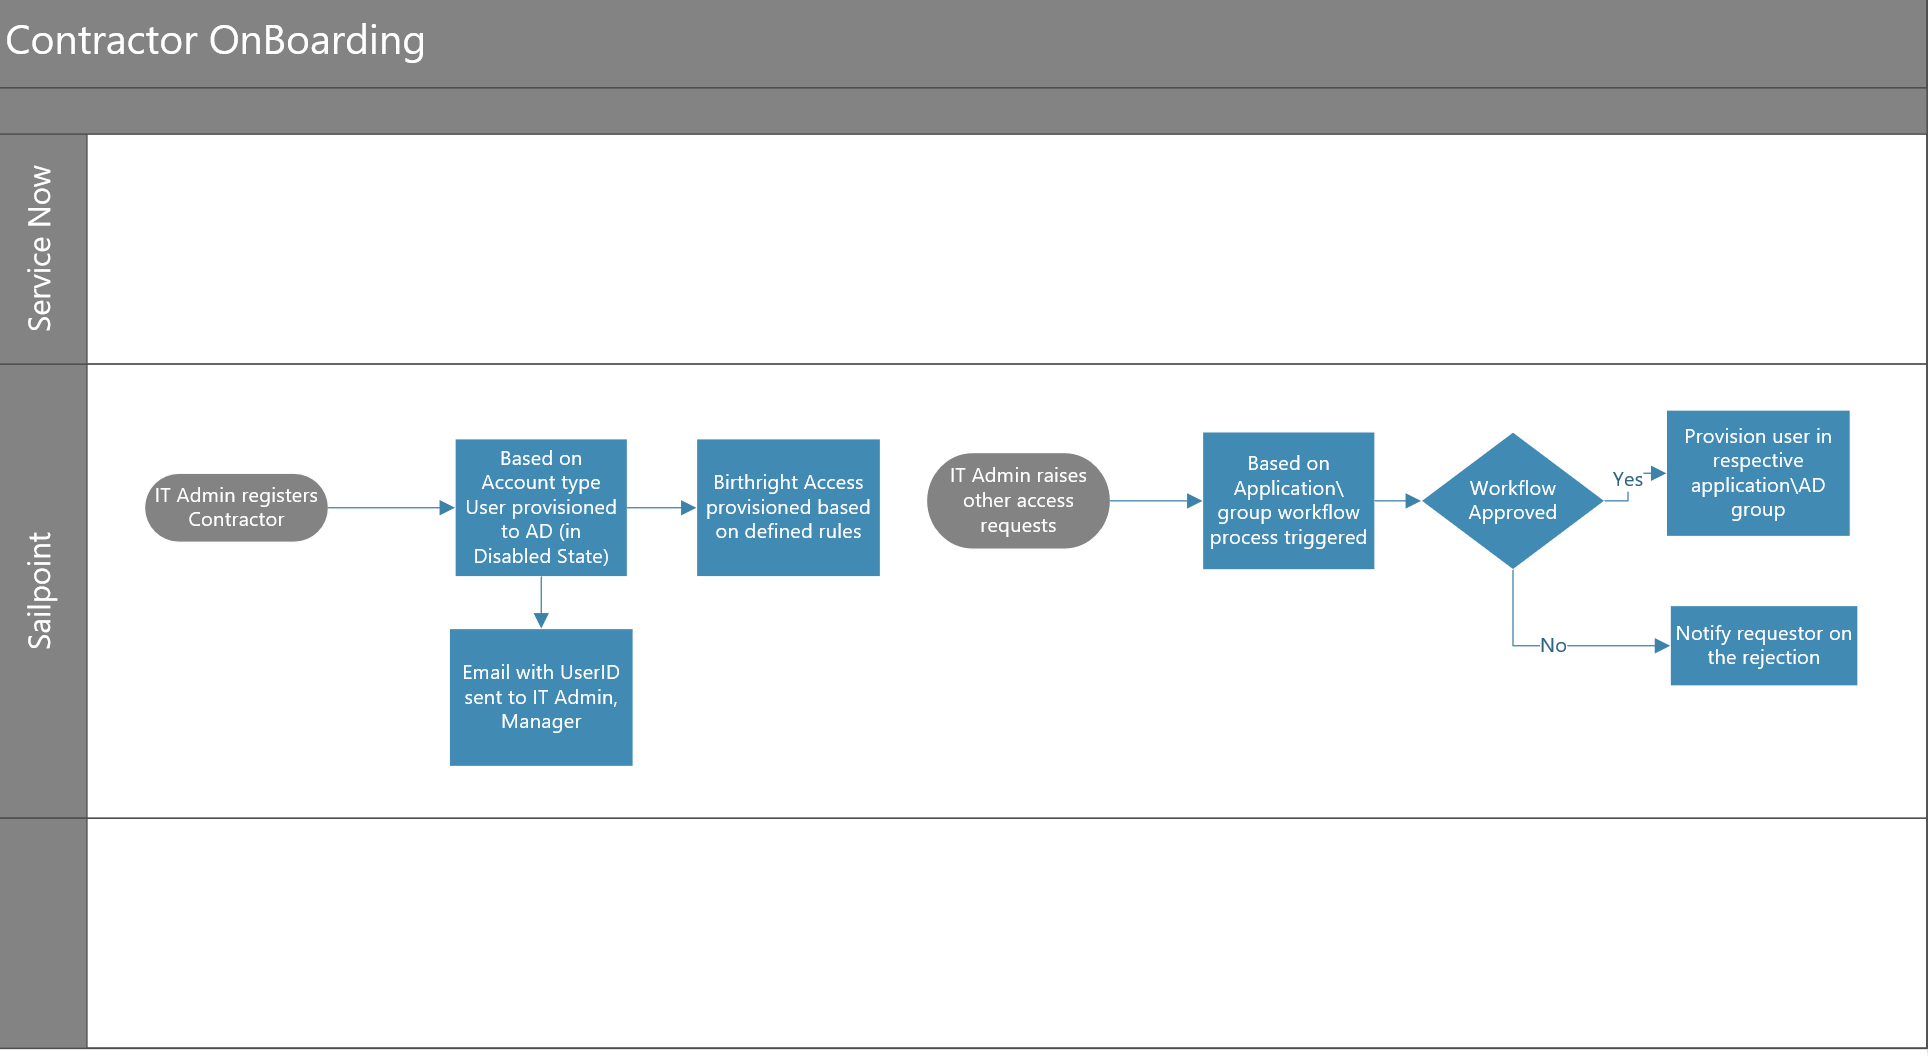 Contractor OnBoarding
Service Now
Sailpoint
IT Admin registers
Contractor
Based on
Account type
User provisioned
to AD (in
Disabled State)
Birthright Access
provisioned based
on defined rules
Email with UserID
sent to IT Admin,
Manager
IT Admin raises
other access
requests
Based on
Application\
group workflow
process triggered
Workflow
Approved
Yes
Provision user in
respective
application\AD
group
No
Notify requestor on
the rejection